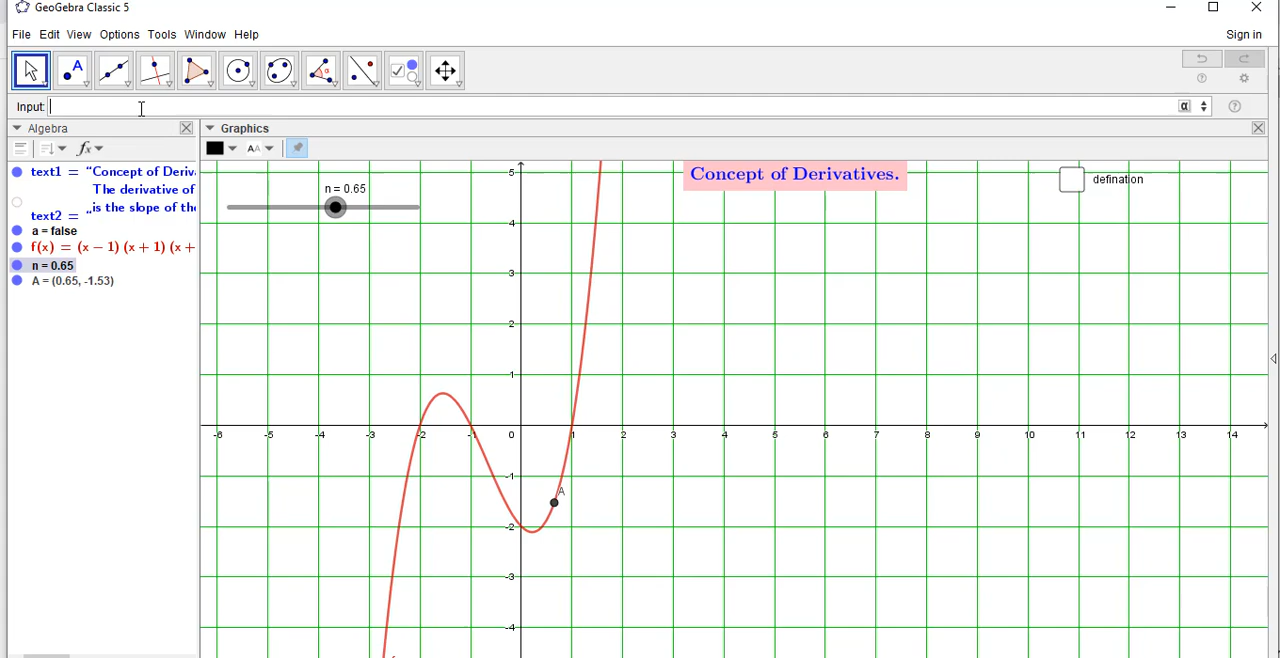 GeoGebra Classic 5
File Edit View Options Tools Window Help
Sign in
A
α
Input:
α
Algebra
Graphics
fx
AA
text1 = “Concept of Deriv
The derivative of
is the slope of the
text2 = ”
a = false
f(x) = (x − 1) (x + 1) (x +
n = 0.65
A = (0.65, -1.53)
n = 0.65
Concept of Derivatives.
defination
5
4
3
2
1
-6 -5 -4 -3 -2 -1 0 1 2 3 4 5 6 7 8 9 10 11 12 13 14
-1
A
-2
-3
-4